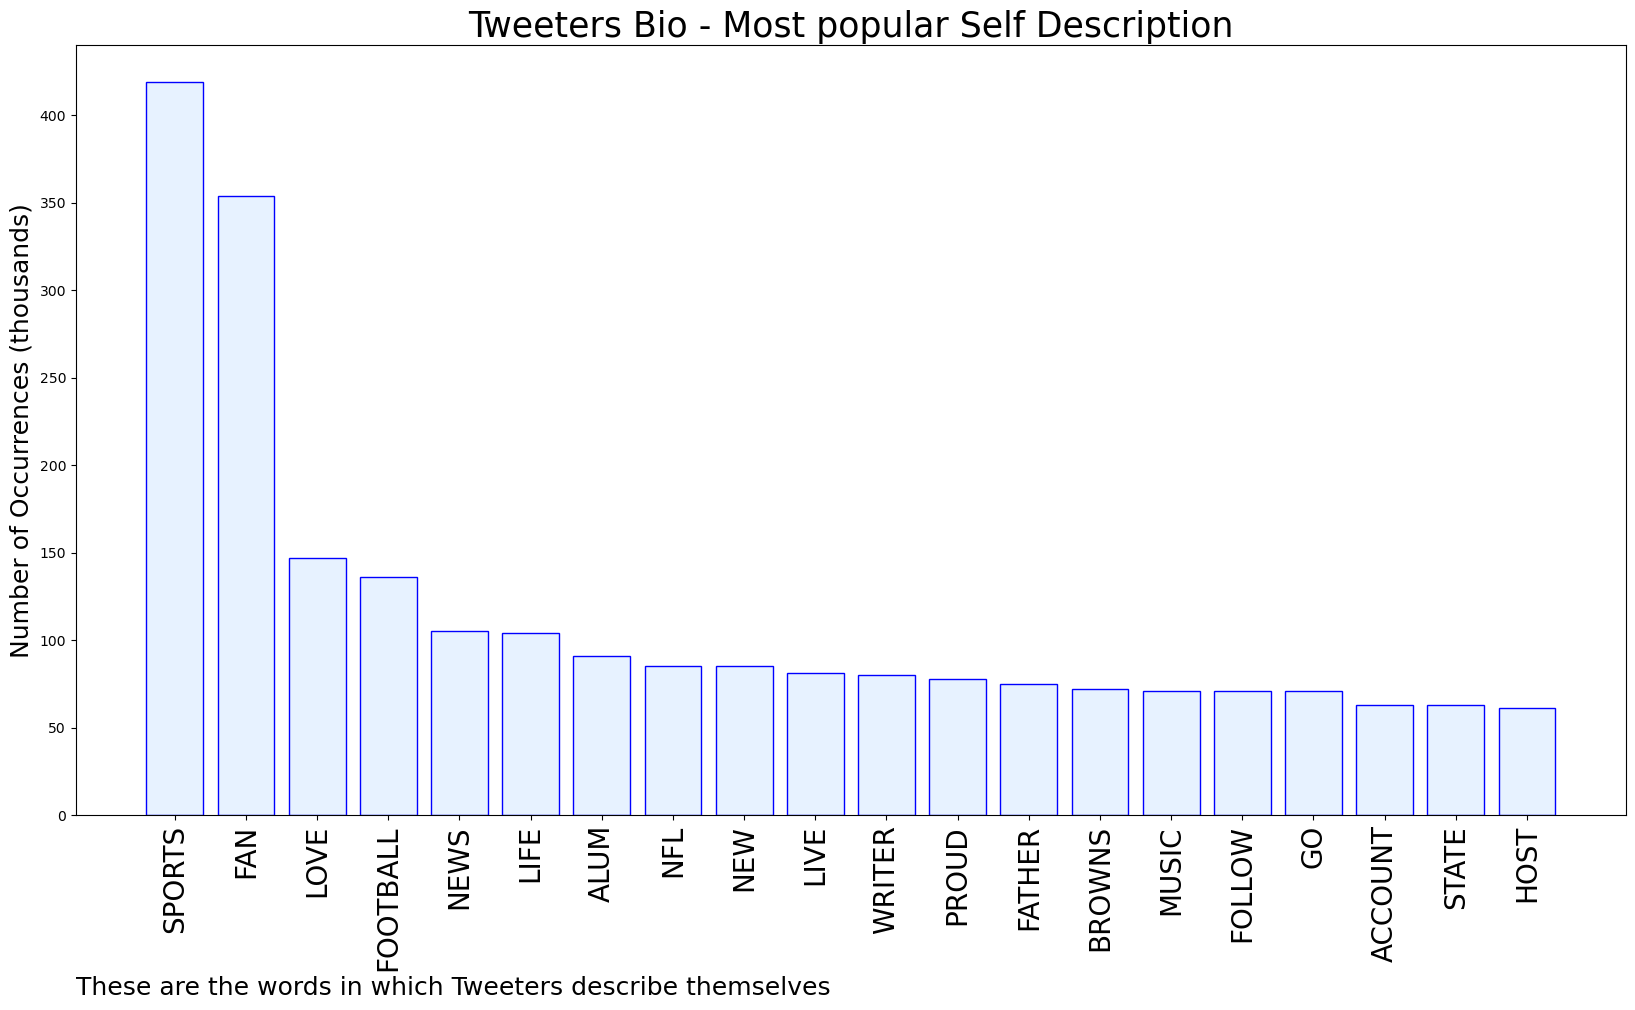 Tweeters Bio - Most popular Self Description
Number of Occurrences (thousands)
400
350
300
250
200
150
100
50
0
SPORTS
FAN
LOVE
FOOTBALL
NEWS
LIFE
ALUM
NFL
NEW
LIVE
WRITER
PROUD
FATHER
BROWNS
MUSIC
FOLLOW
GO
ACCOUNT
STATE
HOST
These are the words in which Tweeters describe themselves